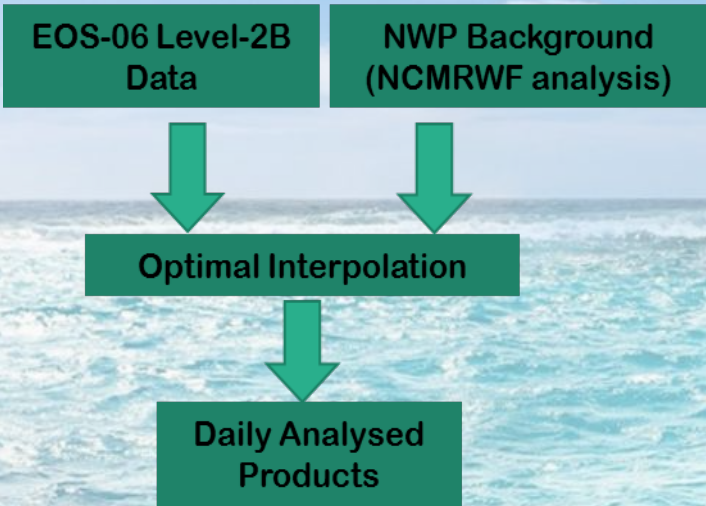 EOS-06 Level-2B
Data
NWP Background
(NCMRWF analysis)
Optimal Interpolation
Daily Analysed
Products